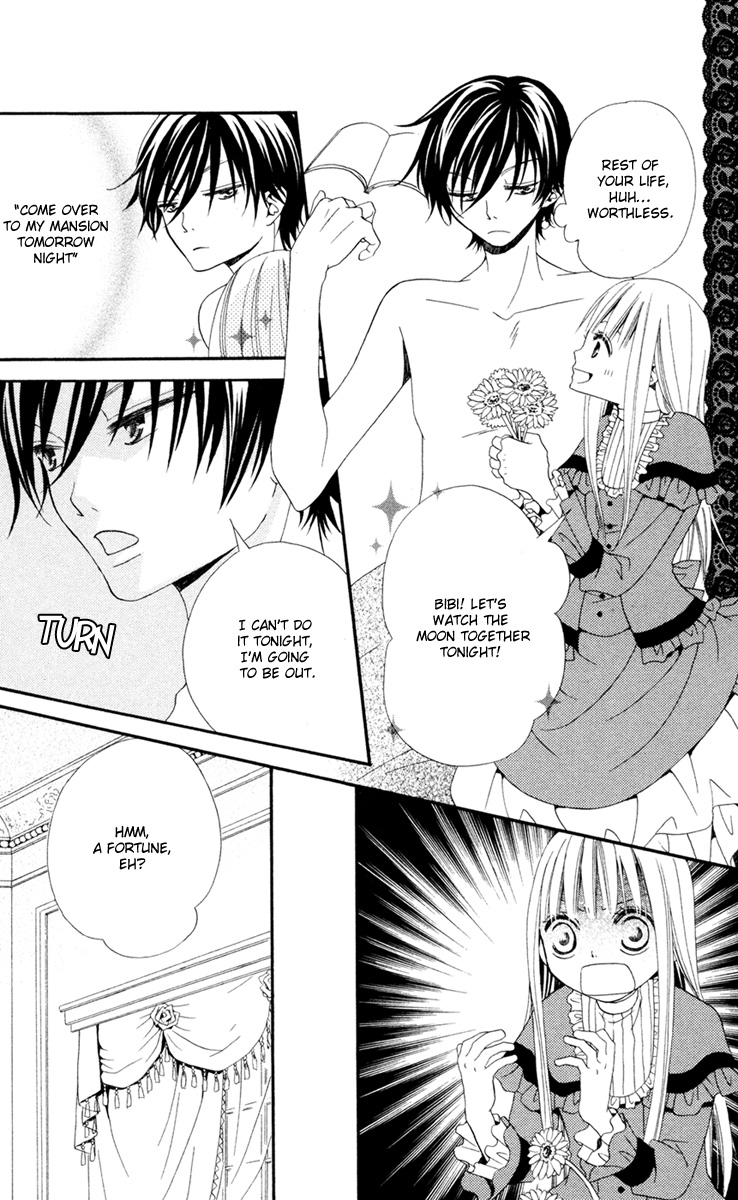 REST OF
YOUR LIFE,
HUH...
WORTHLESS.
"COME OVER
TO MY MANSION
TOMORROW
NIGHT"
BIBI! LET'S
WATCH THE
MOON TOGETHER
TONIGHT!
I CAN'T DO
IT TONIGHT,
I'M GOING
TO BE OUT.
TURN
HMM,
A FORTUNE,
EH?